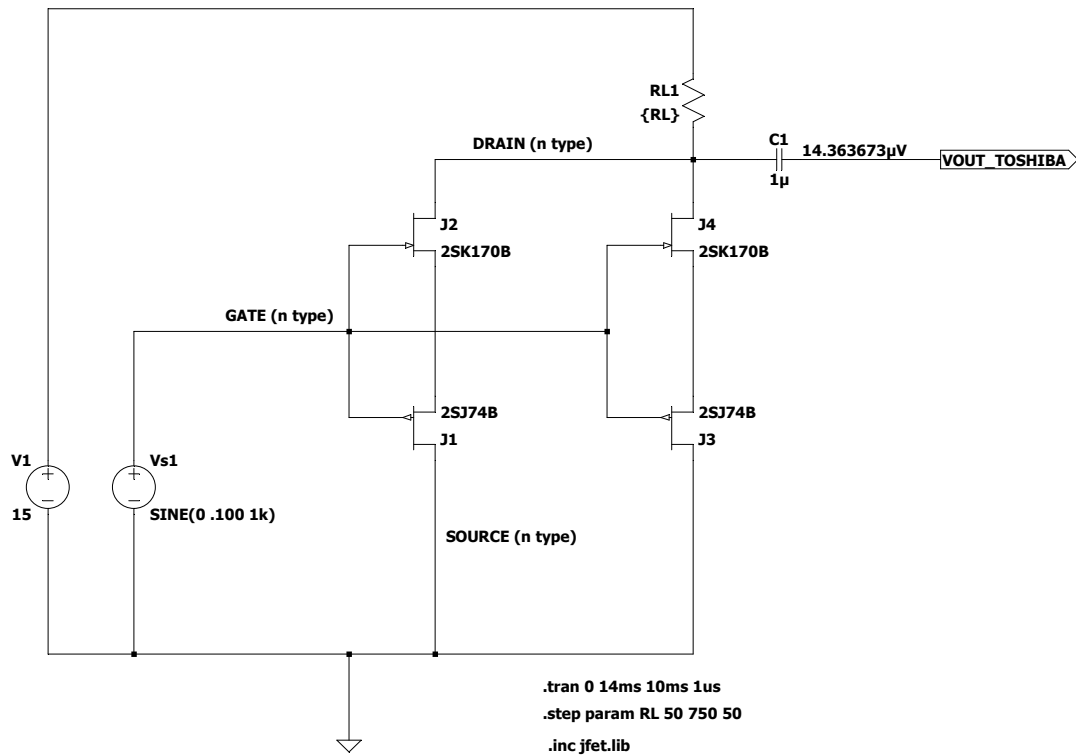 RL1
{RL}
DRAIN (n type)
C1
14.363673µV
VOUT_TOSHIBA
1µ
J2
J4
2SK170B
2SK170B
GATE (n type)
2SJ74B
2SJ74B
J1
J3
V1
Vs1
15
SINE(0 .100 1k)
SOURCE (n type)
.tran 0 14ms 10ms 1us
.step param RL 50 750 50
.inc jfet.lib